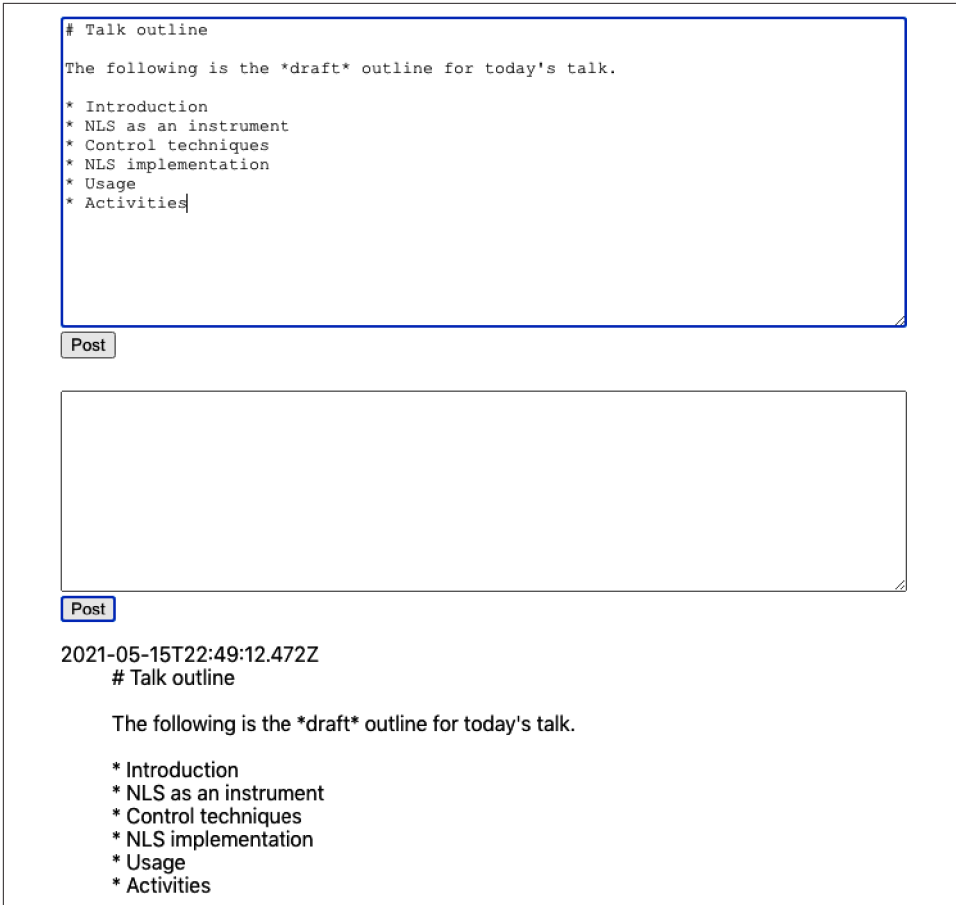 # Talk outline
The following is the *draft* outline for today's talk.
* Introduction
* NLS as an instrument
* Control techniques
* NLS implementation
* Usage
* Activities
Post
Post
2021-05-15T22:49:12.472Z
# Talk outline
The following is the *draft* outline for today's talk.
* Introduction
* NLS as an instrument
* Control techniques
* NLS implementation
* Usage
* Activities